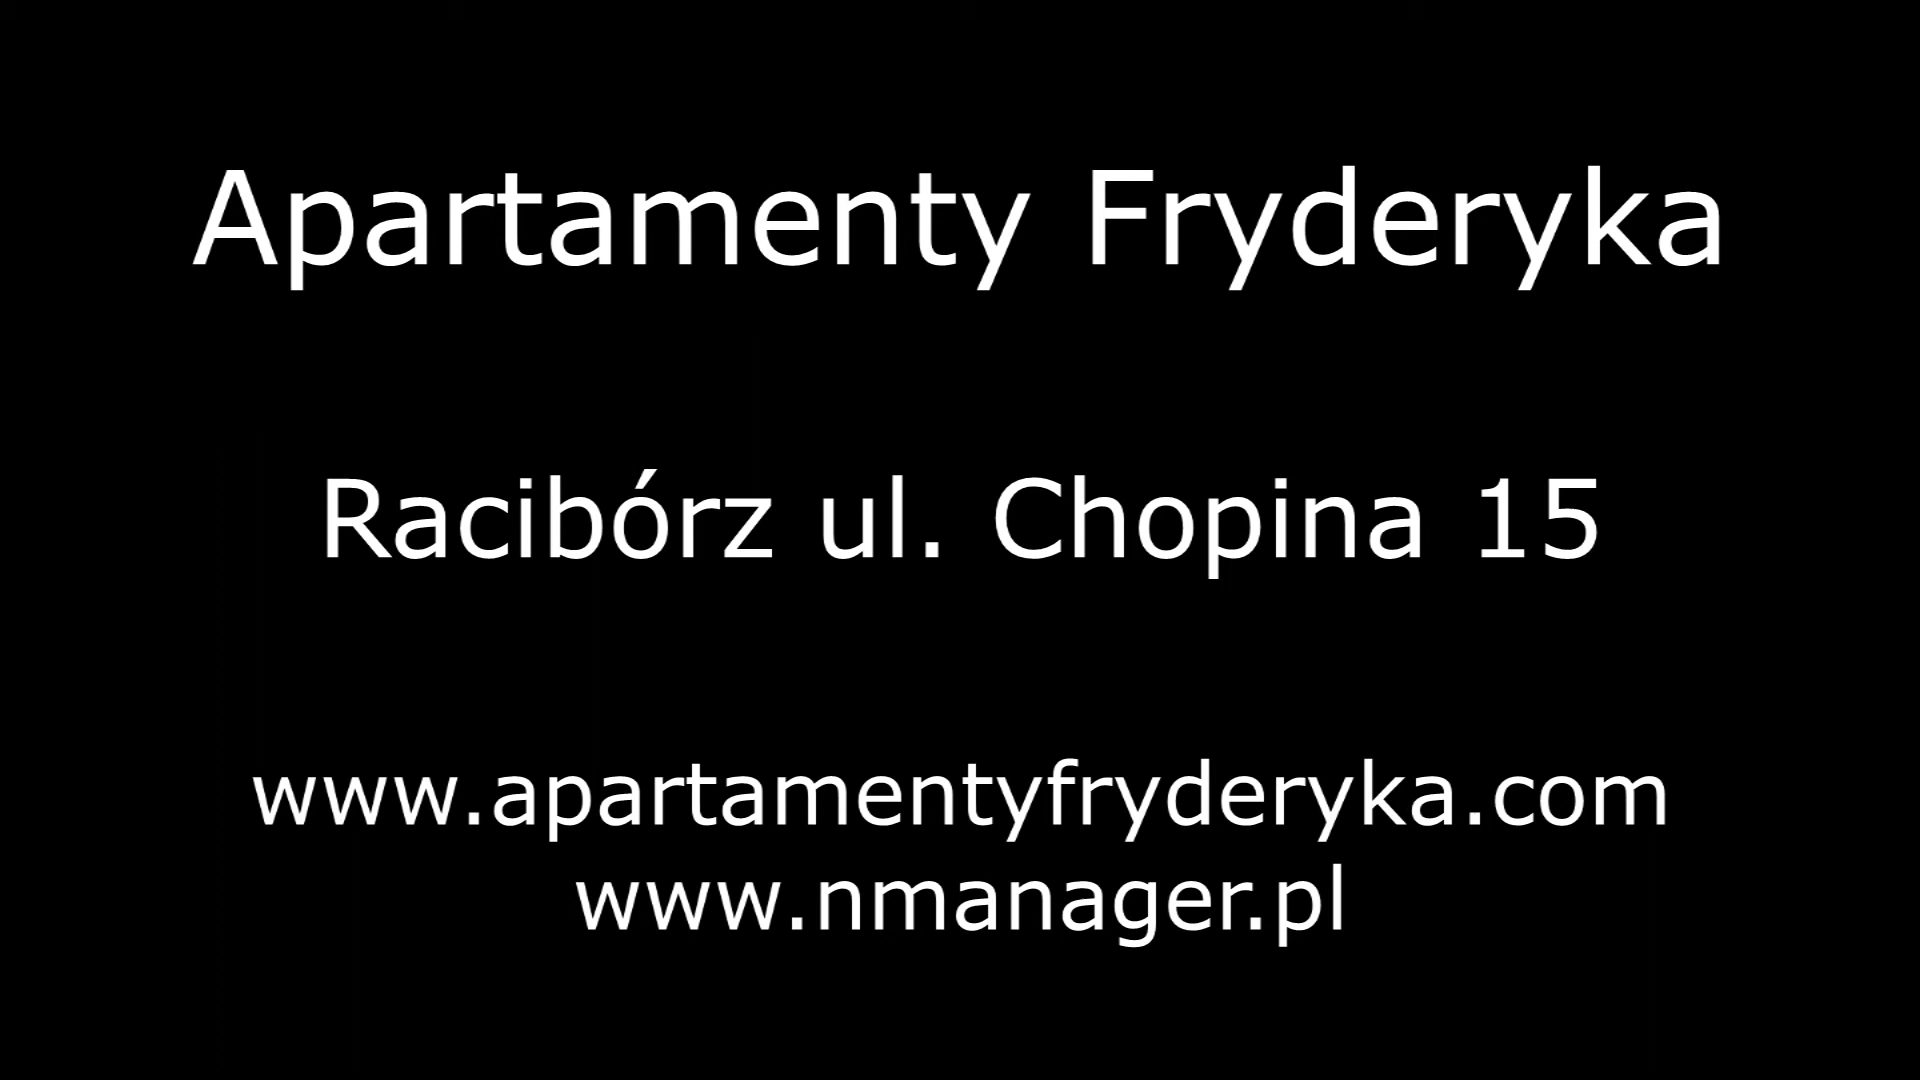 Apartamenty Fryderyka
Racibórz ul. Chopina 15
www.apartamentyfryderyka.com
www.nmanager.pl